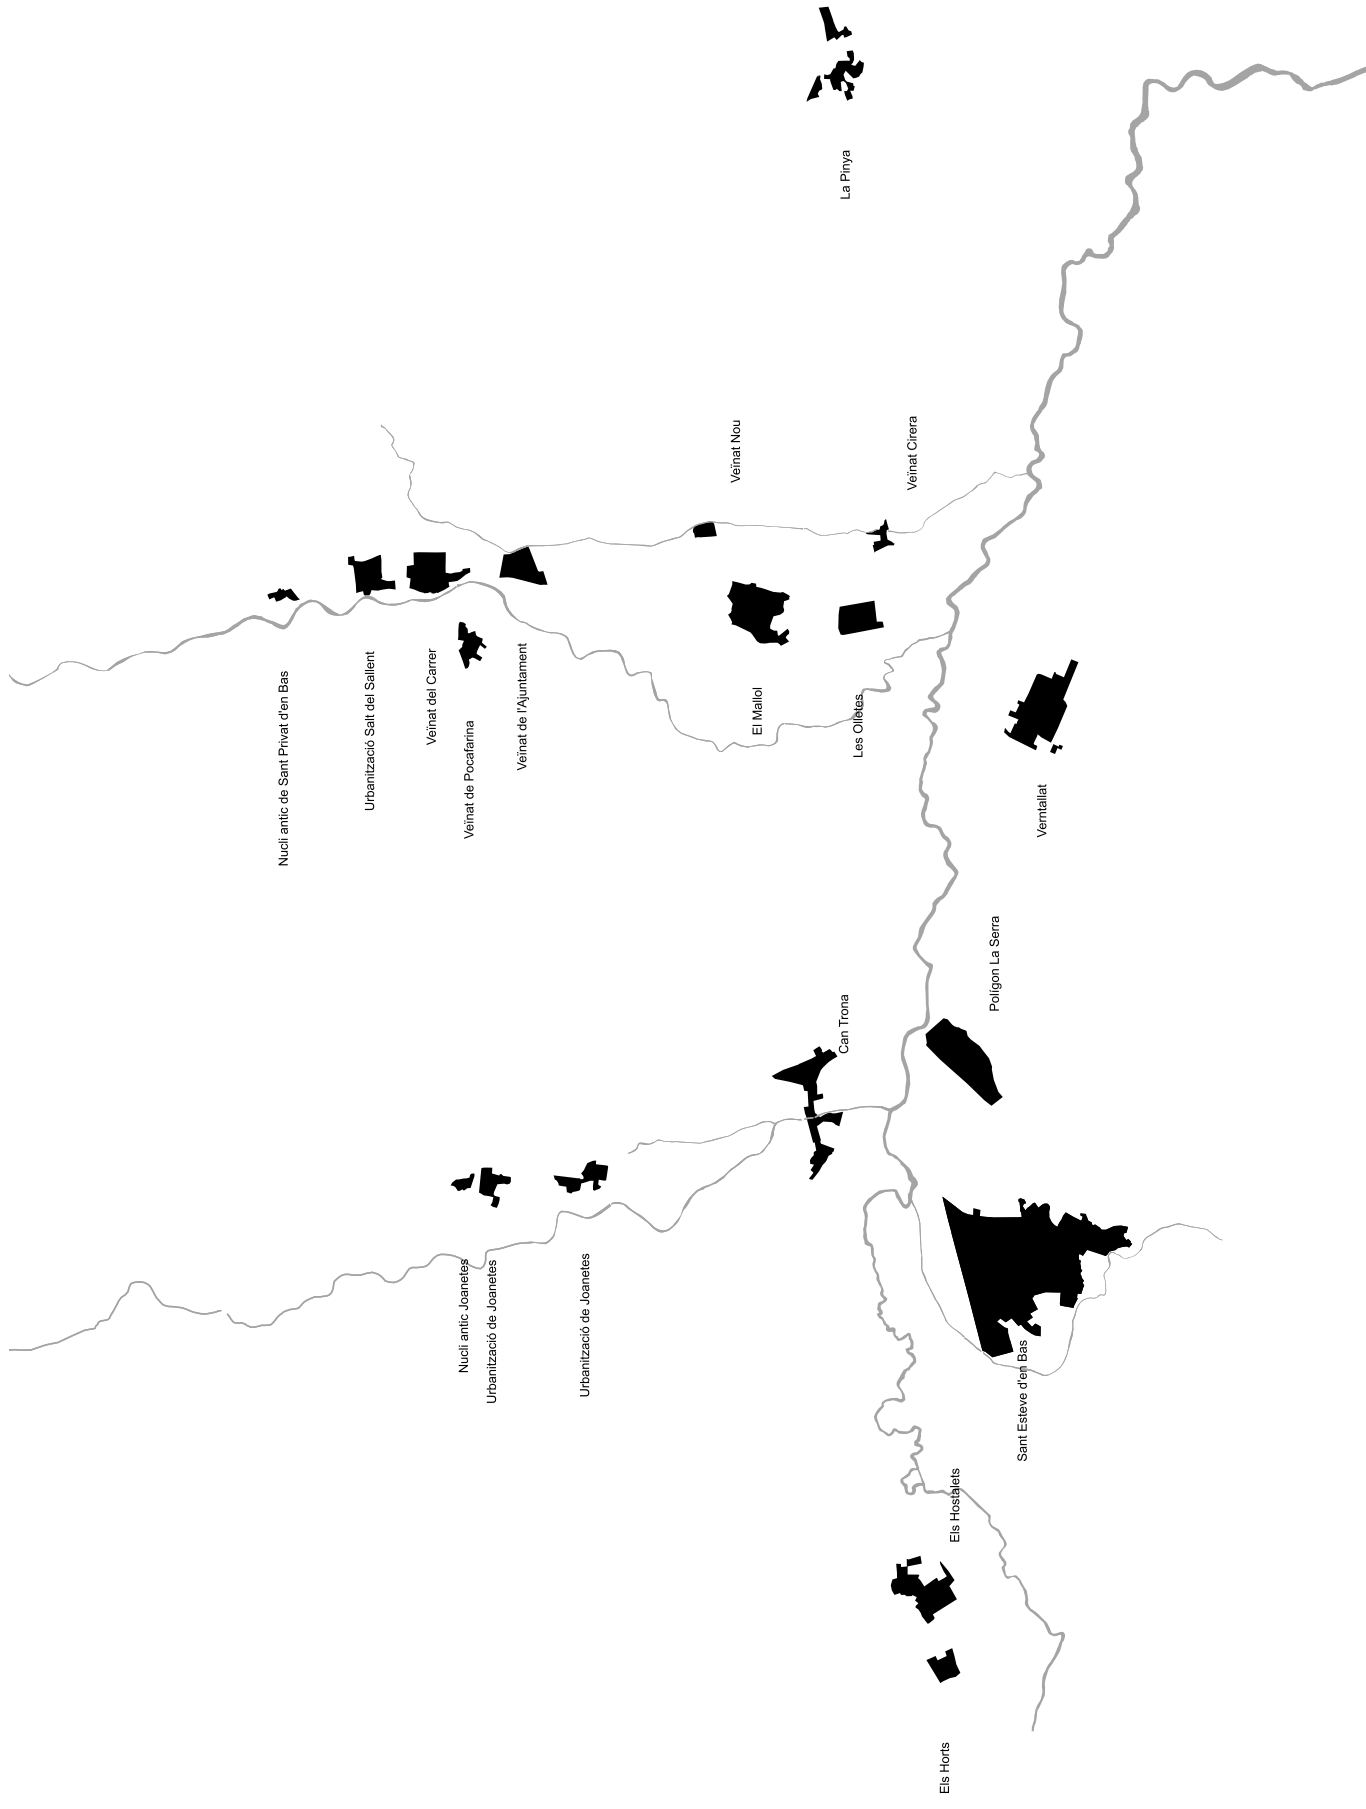 La Pinya
Veïnat Nou
Veïnat Cirera
Nucli antic de Sant Privat d'en Bas
Urbanització Salt del Sallent
Veïnat del Carrer
Veïnat de Pocafarina
Veïnat de l'Ajuntament
El Mallol
Les Olletes
Verntallat
Polígon La Serra
Can Trona
Nucli antic Joanetes
Urbanització de Joanetes
Urbanització de Joanetes
Sant Esteve d'en Bas
Els Hostalets
Els Horts